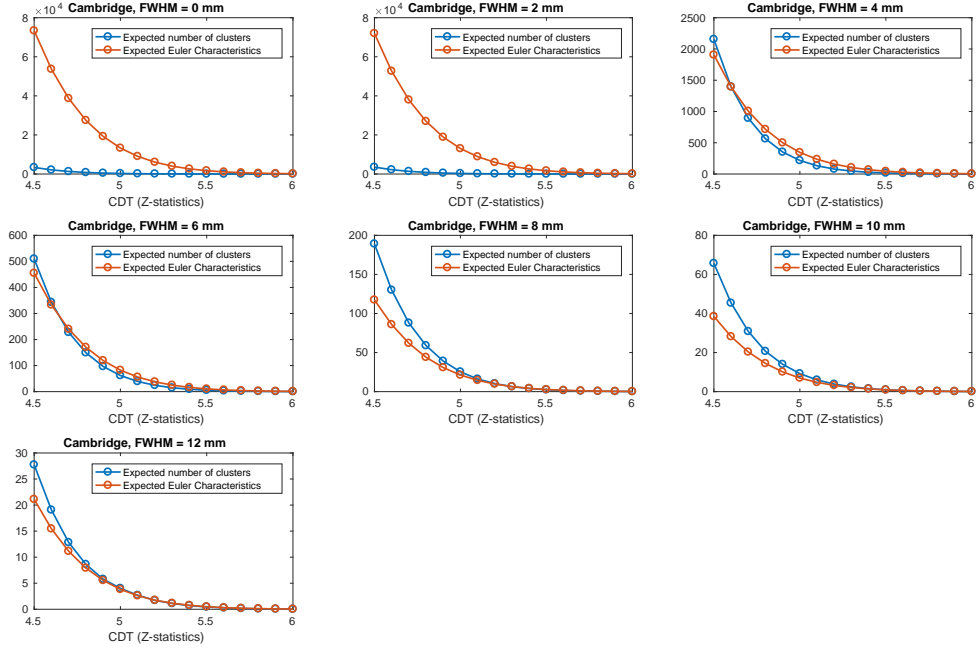 Cambridge, FWHM = 0 mm
×10⁴
8
6
4
2
0
4.5 5 5.5 6
CDT (Z-statistics)
Expected number of clusters
Expected Euler Characteristics
Cambridge, FWHM = 2 mm
×10⁴
8
6
4
2
0
4.5 5 5.5 6
CDT (Z-statistics)
Expected number of clusters
Expected Euler Characteristics
Cambridge, FWHM = 4 mm
2500
2000
1500
1000
500
0
4.5 5 5.5 6
CDT (Z-statistics)
Expected number of clusters
Expected Euler Characteristics
Cambridge, FWHM = 6 mm
600
500
400
300
200
100
0
4.5 5 5.5 6
CDT (Z-statistics)
Expected number of clusters
Expected Euler Characteristics
Cambridge, FWHM = 8 mm
200
150
100
50
0
4.5 5 5.5 6
CDT (Z-statistics)
Expected number of clusters
Expected Euler Characteristics
Cambridge, FWHM = 10 mm
80
60
40
20
0
4.5 5 5.5 6
CDT (Z-statistics)
Expected number of clusters
Expected Euler Characteristics
Cambridge, FWHM = 12 mm
30
25
20
15
10
5
0
4.5 5 5.5 6
CDT (Z-statistics)
Expected number of clusters
Expected Euler Characteristics